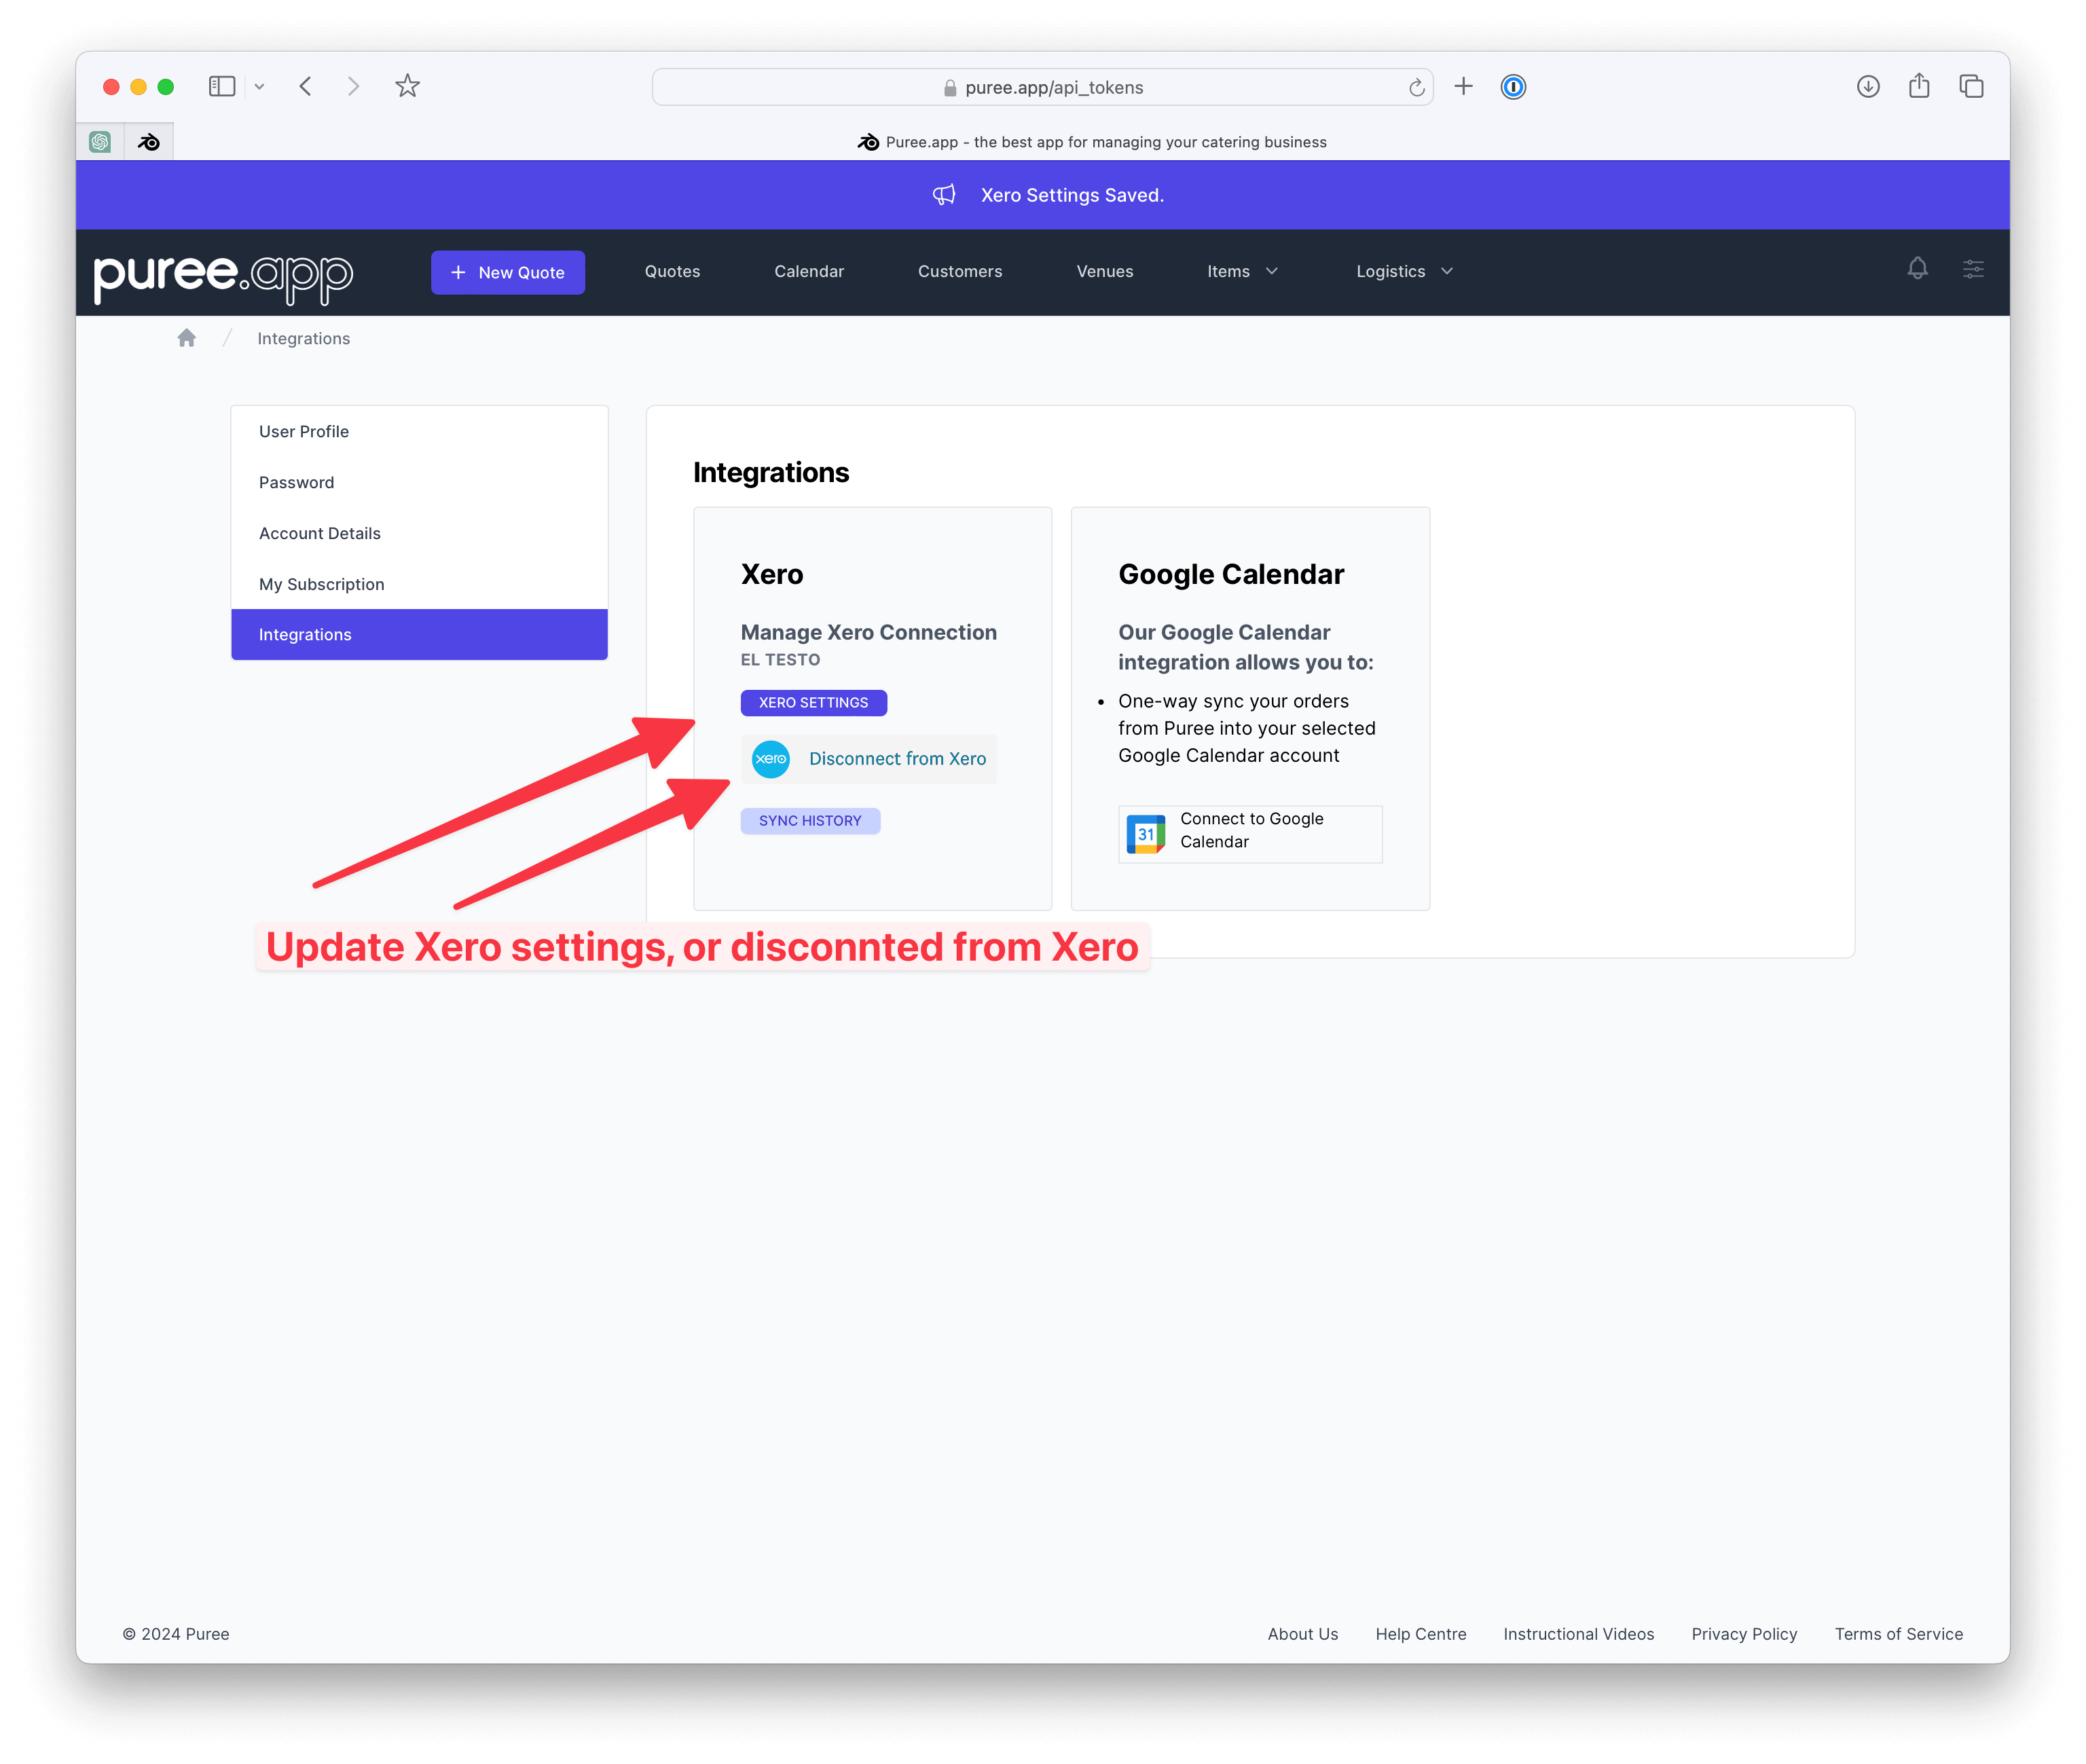 puree.app/api_tokens
Puree.app - the best app for managing your catering business
Xero Settings Saved.
puree.app
+ New Quote
Quotes
Calendar
Customers
Venues
Items
Logistics
/ Integrations
User Profile
Password
Account Details
My Subscription
Integrations
Integrations
Xero
Manage Xero Connection
EL TESTO
XERO SETTINGS
xero
Disconnect from Xero
SYNC HISTORY
Google Calendar
Our Google Calendar
integration allows you to:
• One-way sync your orders
from Puree into your selected
Google Calendar account
31
Connect to Google
Calendar
Update Xero settings, or disconnted from Xero
© 2024 Puree
About Us
Help Centre
Instructional Videos
Privacy Policy
Terms of Service